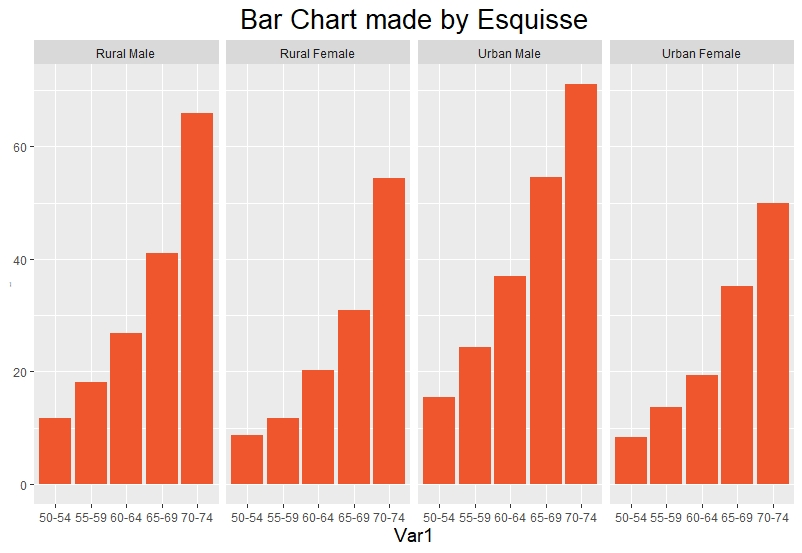 Bar Chart made by Esquisse
Rural Male Rural Female Urban Male Urban Female
60
40
20
0
50-54 55-59 60-64 65-69 70-74 50-54 55-59 60-64 65-69 70-74 50-54 55-59 60-64 65-69 70-74 50-54 55-59 60-64 65-69 70-74
Var1